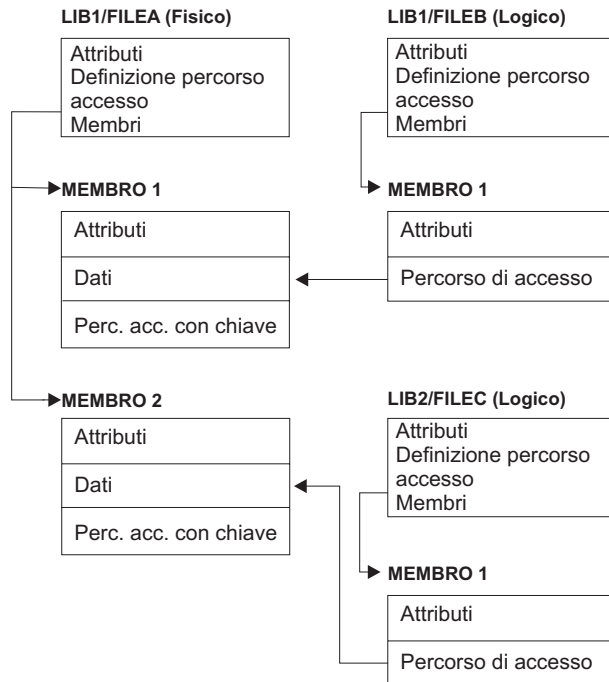 LIB1/FILEA (Fisico)
Attributi
Definizione percorso
accesso
Membri
MEMBRO 1
Attributi
Dati
Perc. acc. con chiave
MEMBRO 2
Attributi
Dati
Perc. acc. con chiave
LIB1/FILEB (Logico)
Attributi
Definizione percorso
accesso
Membri
MEMBRO 1
Attributi
Percorso di accesso
LIB2/FILEC (Logico)
Attributi
Definizione percorso
accesso
Membri
MEMBRO 1
Attributi
Percorso di accesso